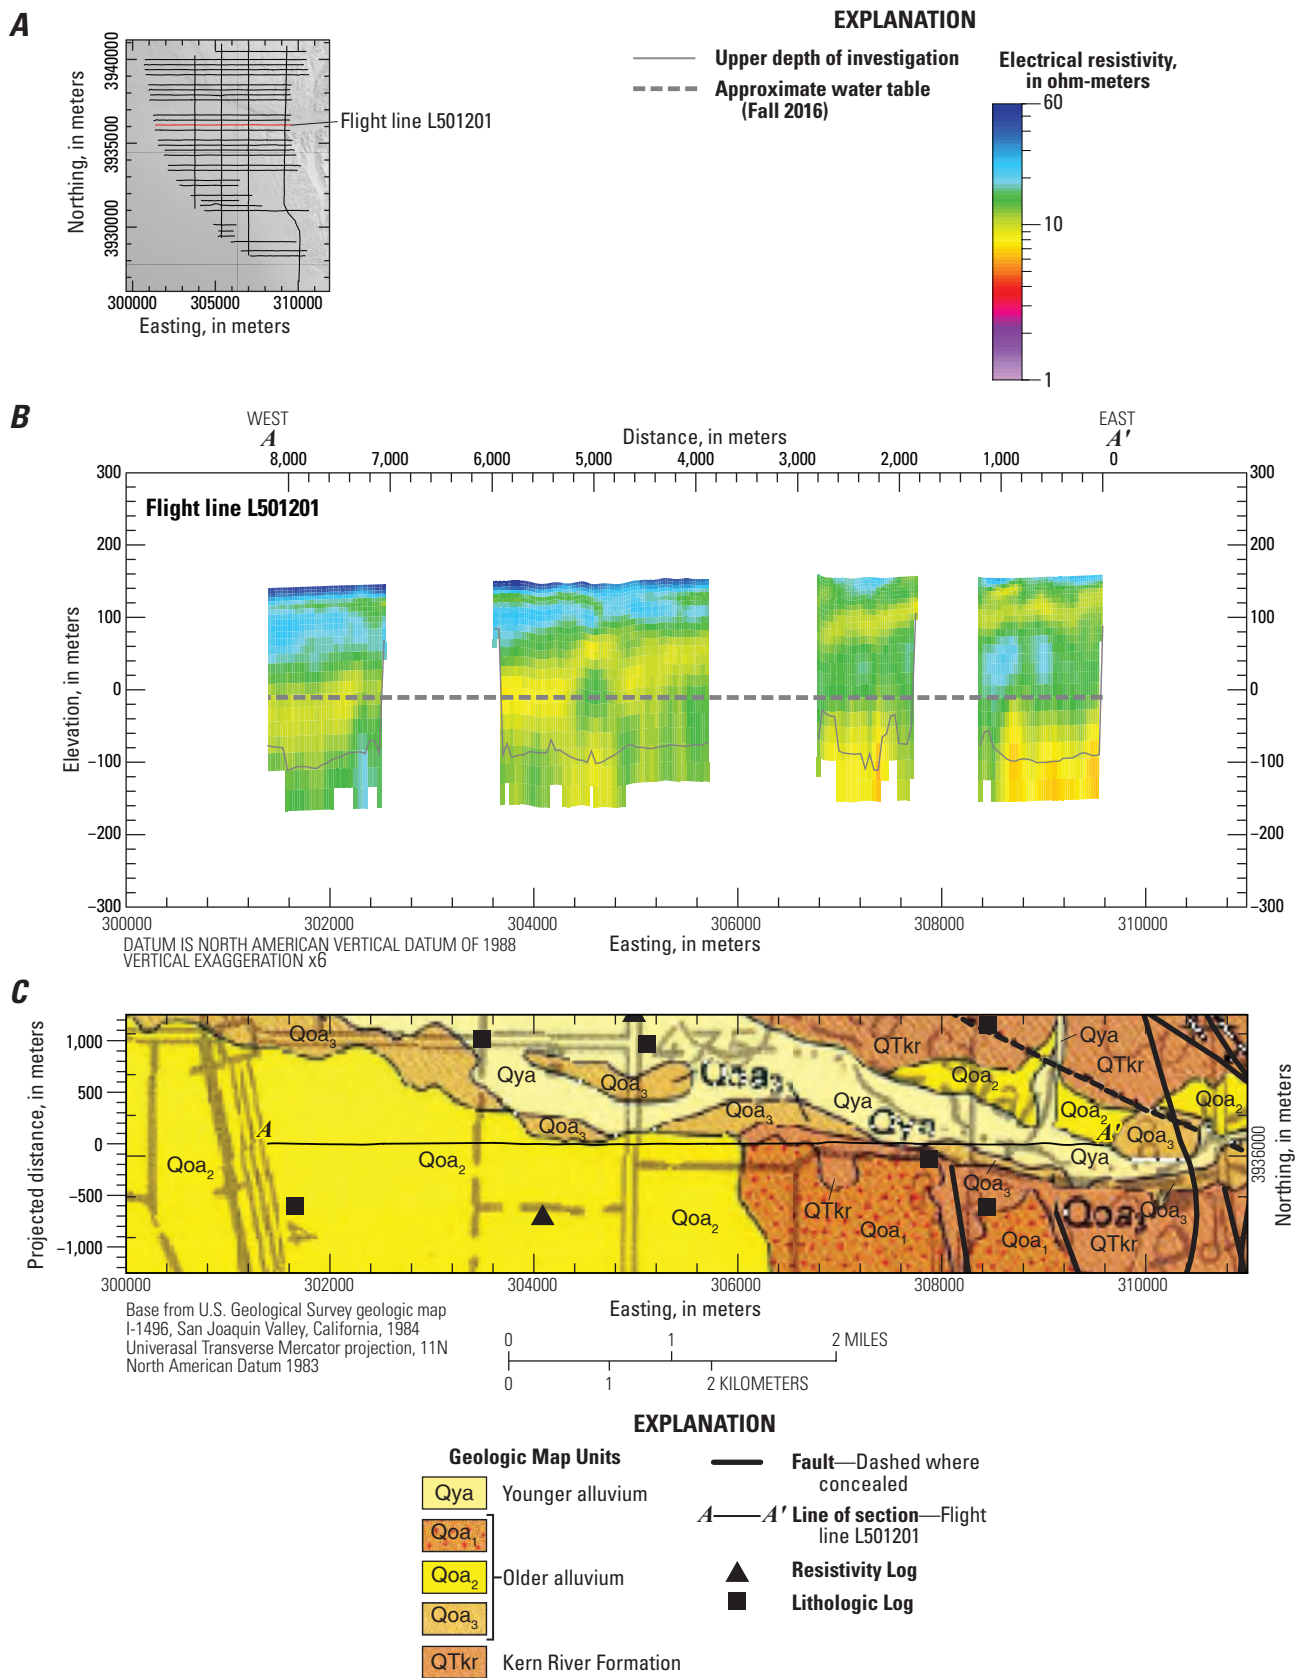 A
EXPLANATION
Upper depth of investigation
Approximate water table
(Fall 2016)
Electrical resistivity,
in ohm-meters
60
10
1
3940000
3935000
3930000
Northing, in meters
Flight line L501201
300000 305000 310000
Easting, in meters
B
WEST
A
EAST
A'
Distance, in meters
8,000 7,000 6,000 5,000 4,000 3,000 2,000 1,000 0
Flight line L501201
300
200
100
0
−100
−200
−300
Elevation, in meters
300
200
100
0
−100
−200
−300
300000 302000 304000 306000 308000 310000
Easting, in meters
DATUM IS NORTH AMERICAN VERTICAL DATUM OF 1988
VERTICAL EXAGGERATION x6
C
Projected distance, in meters
1,000
500
0
−500
−1,000
Qoa3
Qya
Qoa3
Qoa3
Qoa3
Qoa3
Qya
Qya
QTkr
Qoa2
Qya
QTkr
Qoa2
Qoa2
Qoa3
A
A'
Qya
Qoa2
Qoa2
Qoa2
QTkr
Qoa1
Qoa3
Qoa1
Qoa1
QTkr
Qoa3
3936000
Northing, in meters
300000 302000 304000 306000 308000 310000
Easting, in meters
Base from U.S. Geological Survey geologic map
I-1496, San Joaquin Valley, California, 1984
Univerasal Transverse Mercator projection, 11N
North American Datum 1983
0 1 2 MILES
0 1 2 KILOMETERS
EXPLANATION
Geologic Map Units
Qya Younger alluvium
Qoa1
Qoa2 Older alluvium
Qoa3
QTkr Kern River Formation
Fault—Dashed where
concealed
A A' Line of section—Flight
line L501201
Resistivity Log
Lithologic Log